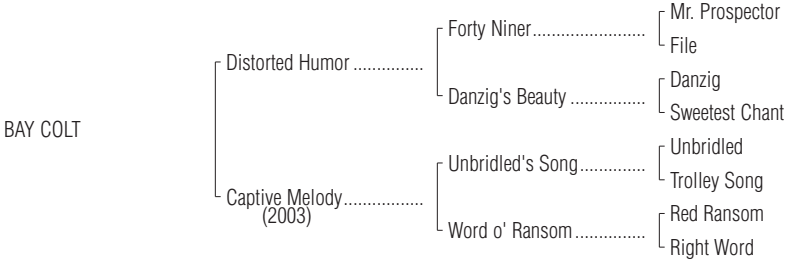 Mr. Prospector
Forty Niner.......................
File
Distorted Humor ...............
Danzig
Danzig's Beauty ................
Sweetest Chant
BAY COLT
Unbridled
Unbridled's Song..............
Trolley Song
Captive Melody.................
(2003)
Red Ransom
Word o' Ransom...............
Right Word